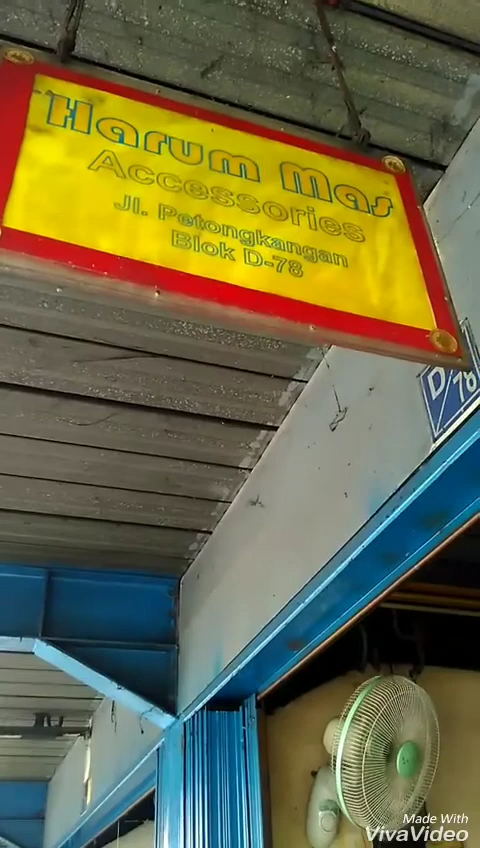 Harum Mas
Accessories
Jl. Petongkangan
Blok D-78
D/78
Made With
VivaVideo